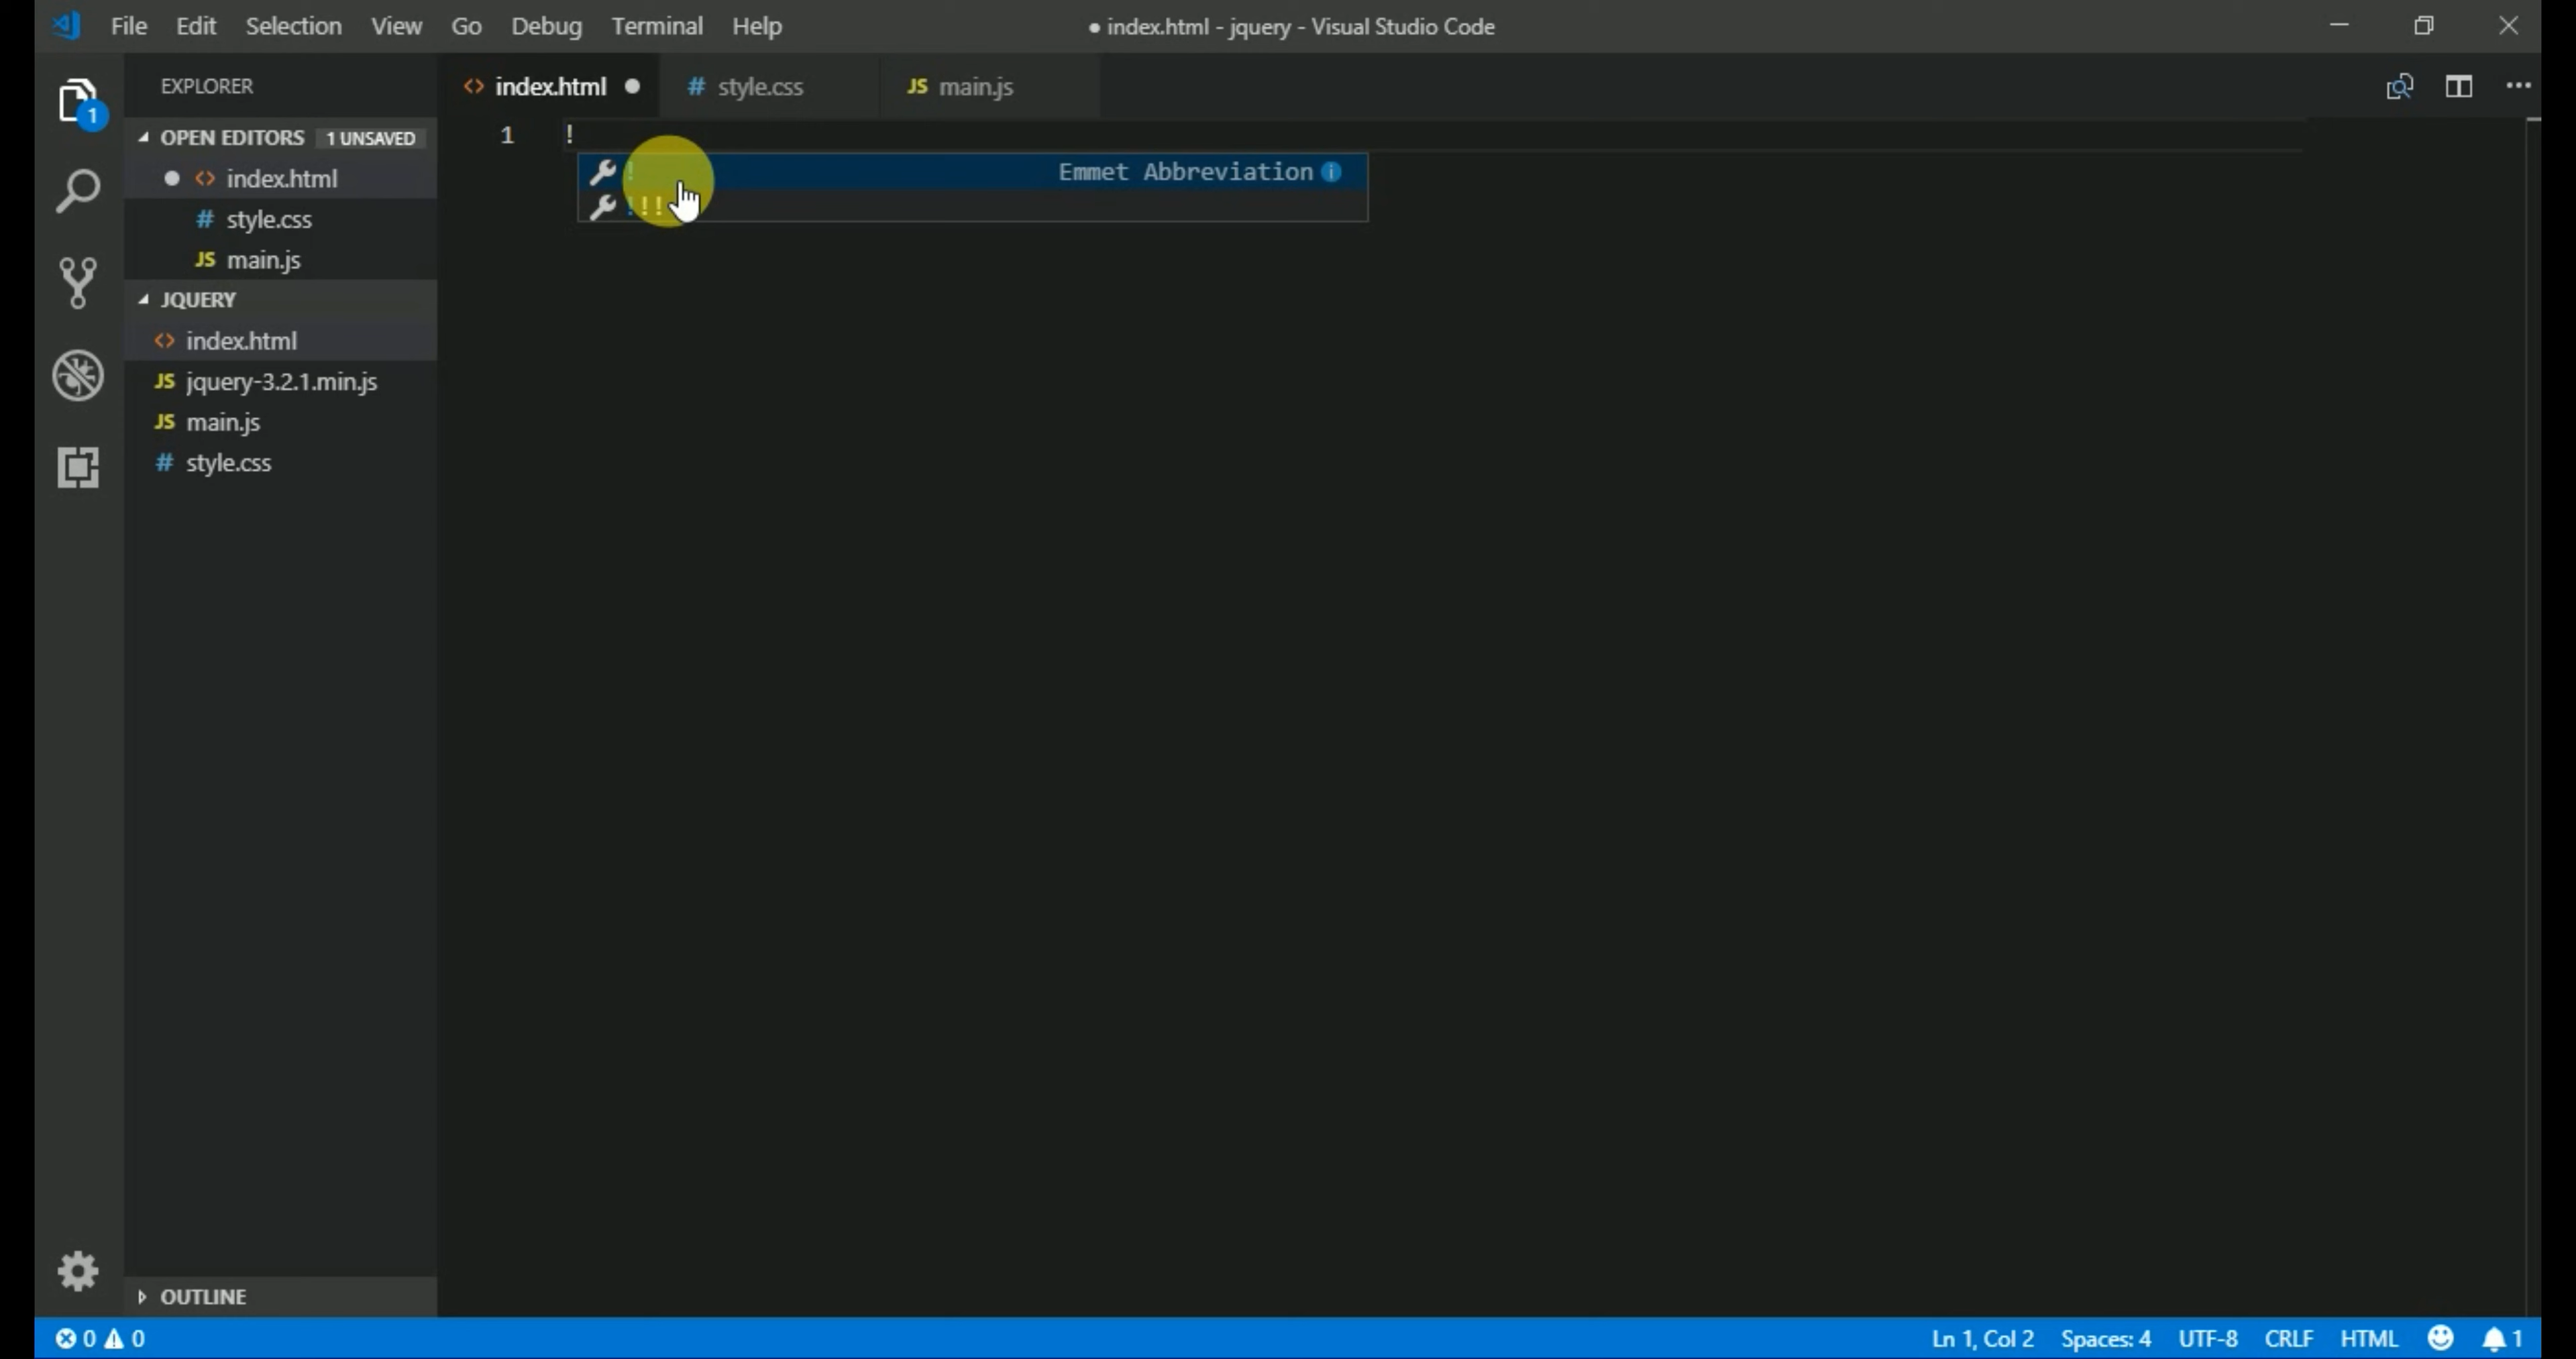 File Edit Selection View Go Debug Terminal Help
● index.html - jquery - Visual Studio Code
EXPLORER
OPEN EDITORS 1 UNSAVED
index.html
style.css
main.js
JQUERY
index.html
jquery-3.2.1.min.js
main.js
style.css
OUTLINE
index.html ● style.css main.js
1 !
! Emmet Abbreviation
!!!
0 0
Ln 1, Col 2 Spaces: 4 UTF-8 CRLF HTML 1